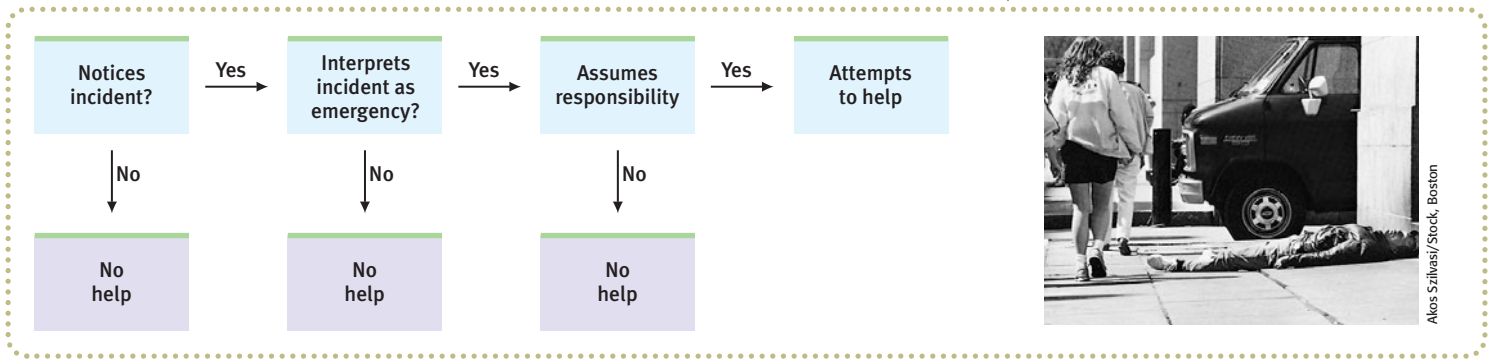 Notices
incident?
Yes
Interprets
incident as
emergency?
Yes
Assumes
responsibility
Yes
Attempts
to help
No
No
No
No
help
No
help
No
help
Akos Szilvasi/Stock, Boston